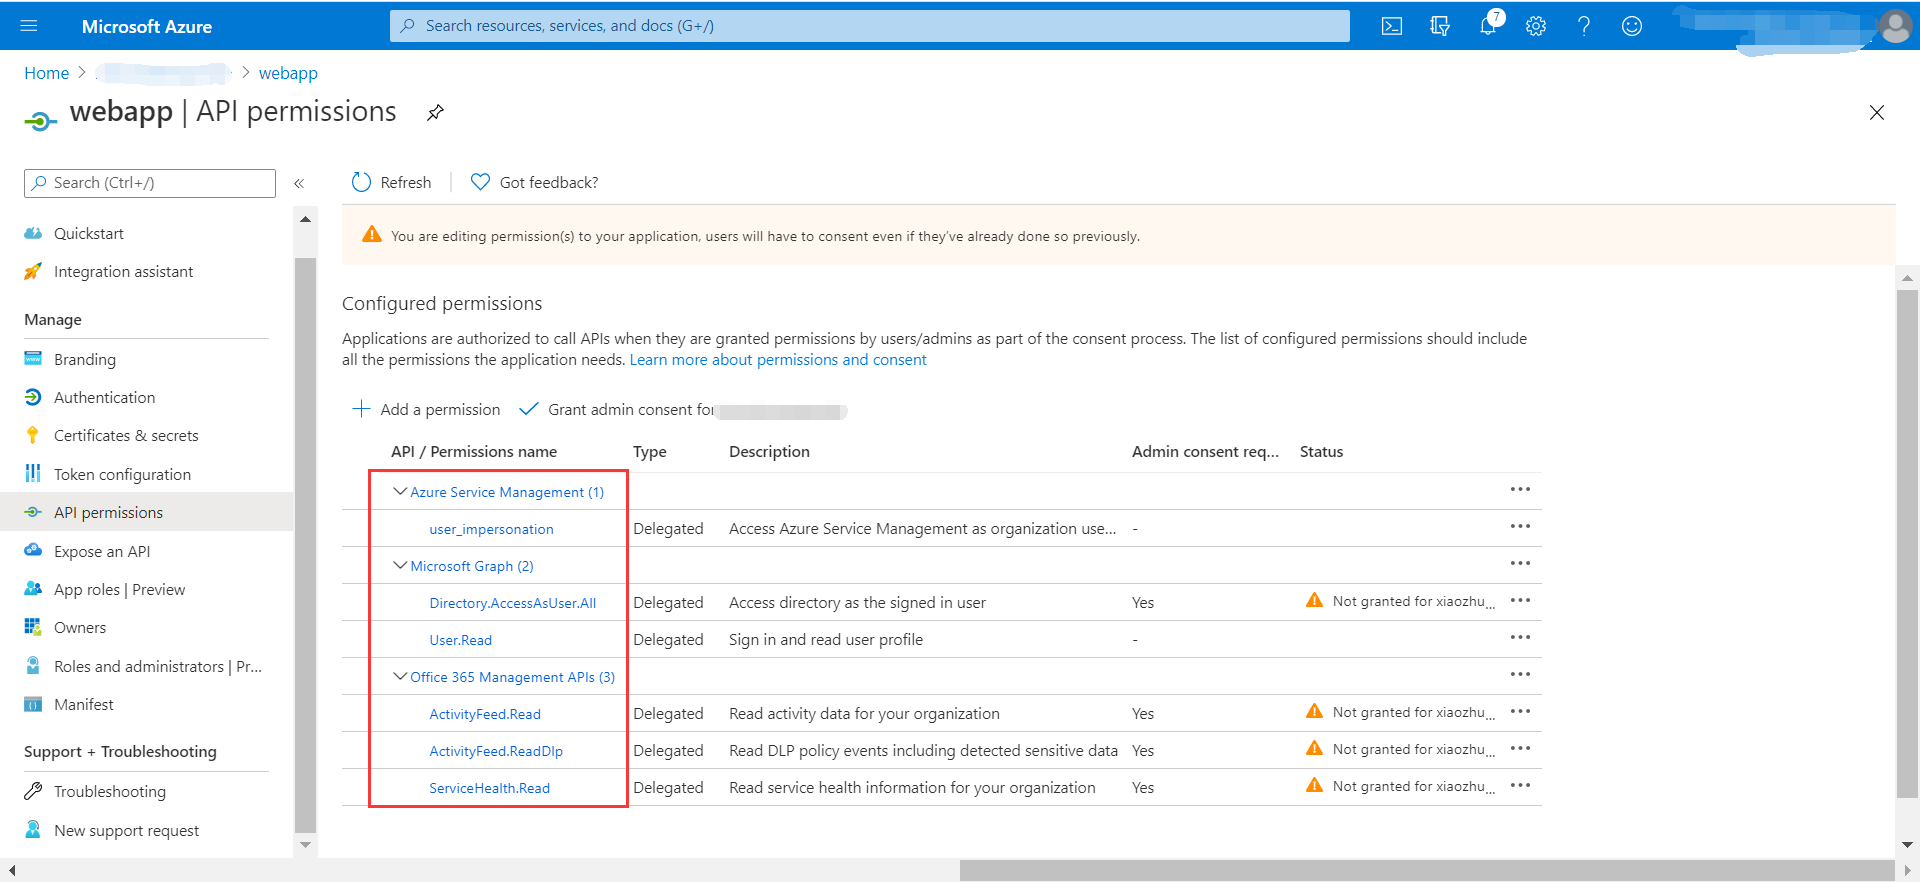 Microsoft Azure
Search resources, services, and docs (G+/)
7
Home > > webapp
webapp | API permissions
Search (Ctrl+/)
«
Refresh
Got feedback?
You are editing permission(s) to your application, users will have to consent even if they've already done so previously.
Quickstart
Integration assistant
Manage
Branding
Authentication
Certificates & secrets
Token configuration
API permissions
Expose an API
App roles | Preview
Owners
Roles and administrators | Pr...
Manifest
Support + Troubleshooting
Troubleshooting
New support request
Configured permissions
Applications are authorized to call APIs when they are granted permissions by users/admins as part of the consent process. The list of configured permissions should include
all the permissions the application needs. Learn more about permissions and consent
+ Add a permission
Grant admin consent for
API / Permissions name Type Description Admin consent req... Status
Azure Service Management (1) ...
user_impersonation Delegated Access Azure Service Management as organization use... - ...
Microsoft Graph (2) ...
Directory.AccessAsUser.All Delegated Access directory as the signed in user Yes Not granted for xiaozhu... ...
User.Read Delegated Sign in and read user profile - ...
Office 365 Management APIs (3) ...
ActivityFeed.Read Delegated Read activity data for your organization Yes Not granted for xiaozhu... ...
ActivityFeed.ReadDlp Delegated Read DLP policy events including detected sensitive data Yes Not granted for xiaozhu... ...
ServiceHealth.Read Delegated Read service health information for your organization Yes Not granted for xiaozhu... ...